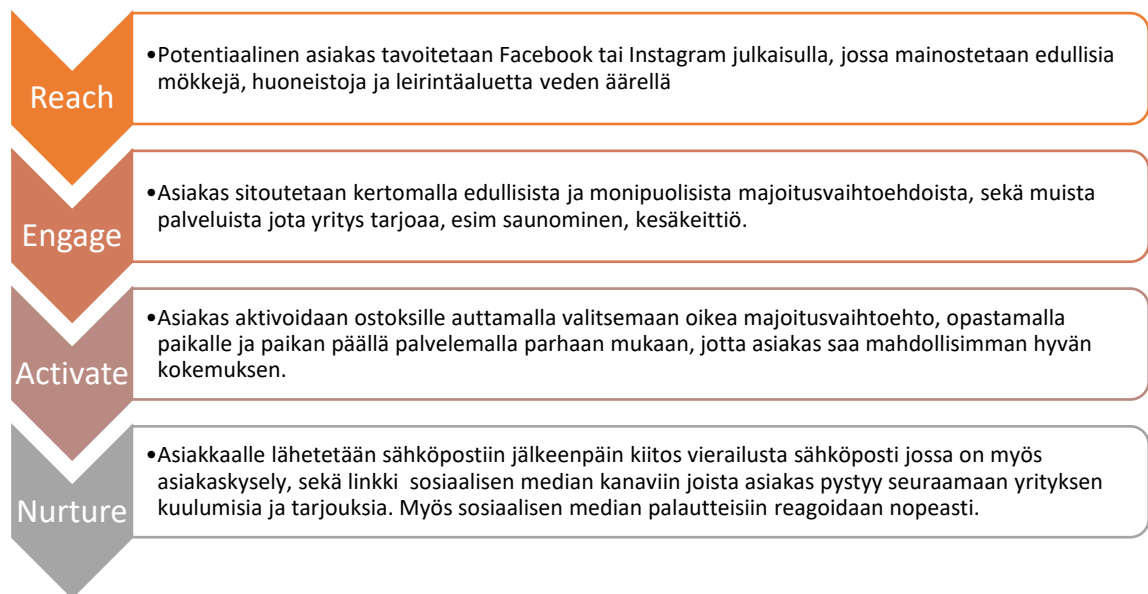 Reach
•Potentiaalinen asiakas tavoitetaan Facebook tai Instagram julkaisulla, jossa mainostetaan edullisia
mökkejä, huoneistoja ja leirintäaluetta veden äärellä
Engage
•Asiakas sitoutetaan kertomalla edullisista ja monipuolisista majoitusvaihtoehdoista, sekä muista
palveluista jota yritys tarjoaa, esim saunominen, kesäkeittiö.
Activate
•Asiakas aktivoidaan ostoksille auttamalla valitsemaan oikea majoitusvaihtoehto, opastamalla
paikalle ja paikan päällä palvelemalla parhaan mukaan, jotta asiakas saa mahdollisimman hyvän
kokemuksen.
Nurture
•Asiakkaalle lähetetään sähköpostiin jälkeenpäin kiitos vierailusta sähköposti jossa on myös
asiakaskysely, sekä linkki sosiaalisen median kanaviin joista asiakas pystyy seuraamaan yrityksen
kuulumisia ja tarjouksia. Myös sosiaalisen median palautteisiin reagoidaan nopeasti.